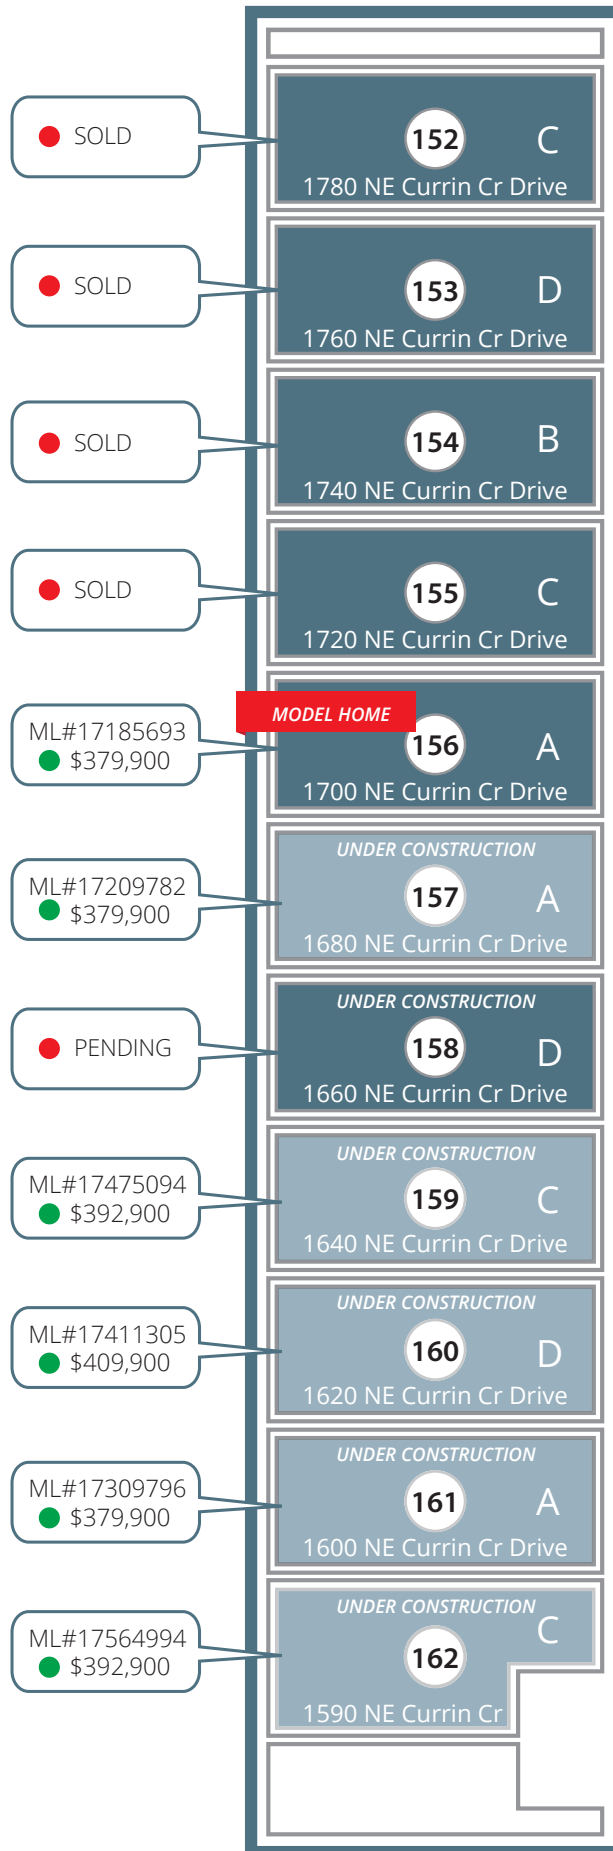 SOLD
152 C
1780 NE Currin Cr Drive
SOLD
153 D
1760 NE Currin Cr Drive
SOLD
154 B
1740 NE Currin Cr Drive
SOLD
155 C
1720 NE Currin Cr Drive
MODEL HOME
ML#17185693
$379,900
156 A
1700 NE Currin Cr Drive
UNDER CONSTRUCTION
ML#17209782
$379,900
157 A
1680 NE Currin Cr Drive
UNDER CONSTRUCTION
PENDING
158 D
1660 NE Currin Cr Drive
UNDER CONSTRUCTION
ML#17475094
$392,900
159 C
1640 NE Currin Cr Drive
UNDER CONSTRUCTION
ML#17411305
$409,900
160 D
1620 NE Currin Cr Drive
UNDER CONSTRUCTION
ML#17309796
$379,900
161 A
1600 NE Currin Cr Drive
UNDER CONSTRUCTION
ML#17564994
$392,900
162 C
1590 NE Currin Cr